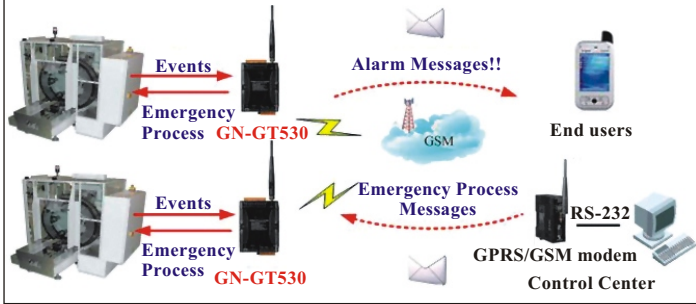 Events
Alarm Messages!!
Emergency
Process GN-GT530
GSM
End users
Events
Emergency Process
Messages
RS-232
Emergency
Process GN-GT530
GPRS/GSM modem
Control Center